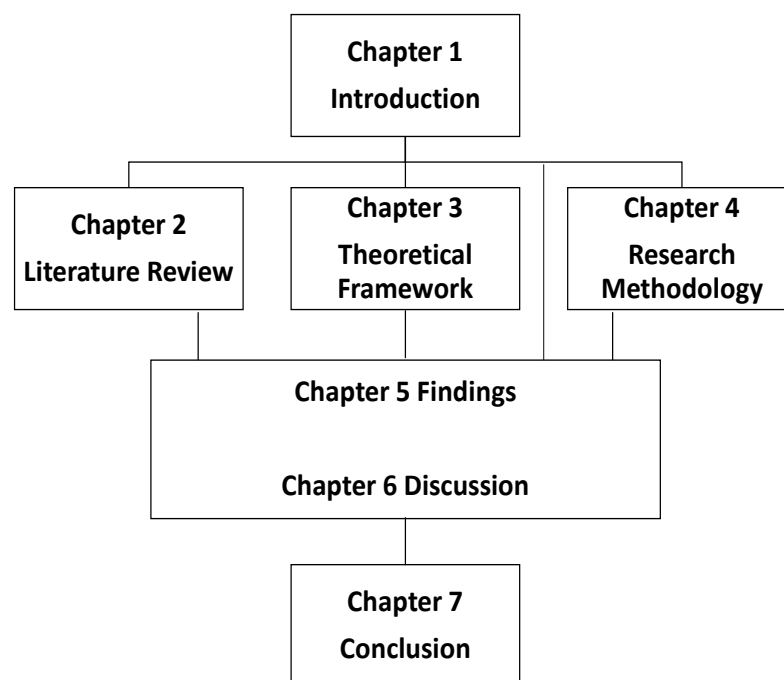 Chapter 1
Introduction
Chapter 2
Literature Review
Chapter 3
Theoretical
Framework
Chapter 4
Research
Methodology
Chapter 5 Findings
Chapter 6 Discussion
Chapter 7
Conclusion